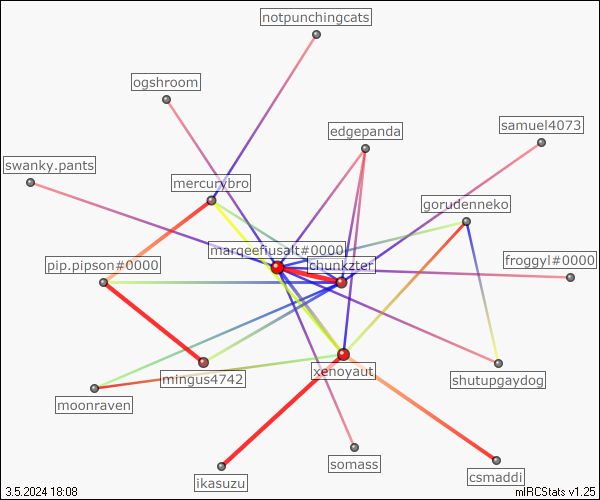 notpunchingcats
ogshroom
edgepanda
samuel4073
swanky.pants
mercurybro
gorudenneko
marqeefiusalt#0000
pip.pipson#0000
chunkzter
froggyl#0000
xenoyaut
mingus4742
shutupgaydog
moonraven
somass
ikasuzu
csmaddi
3.5.2024 18:08
mIRCStats v1.25